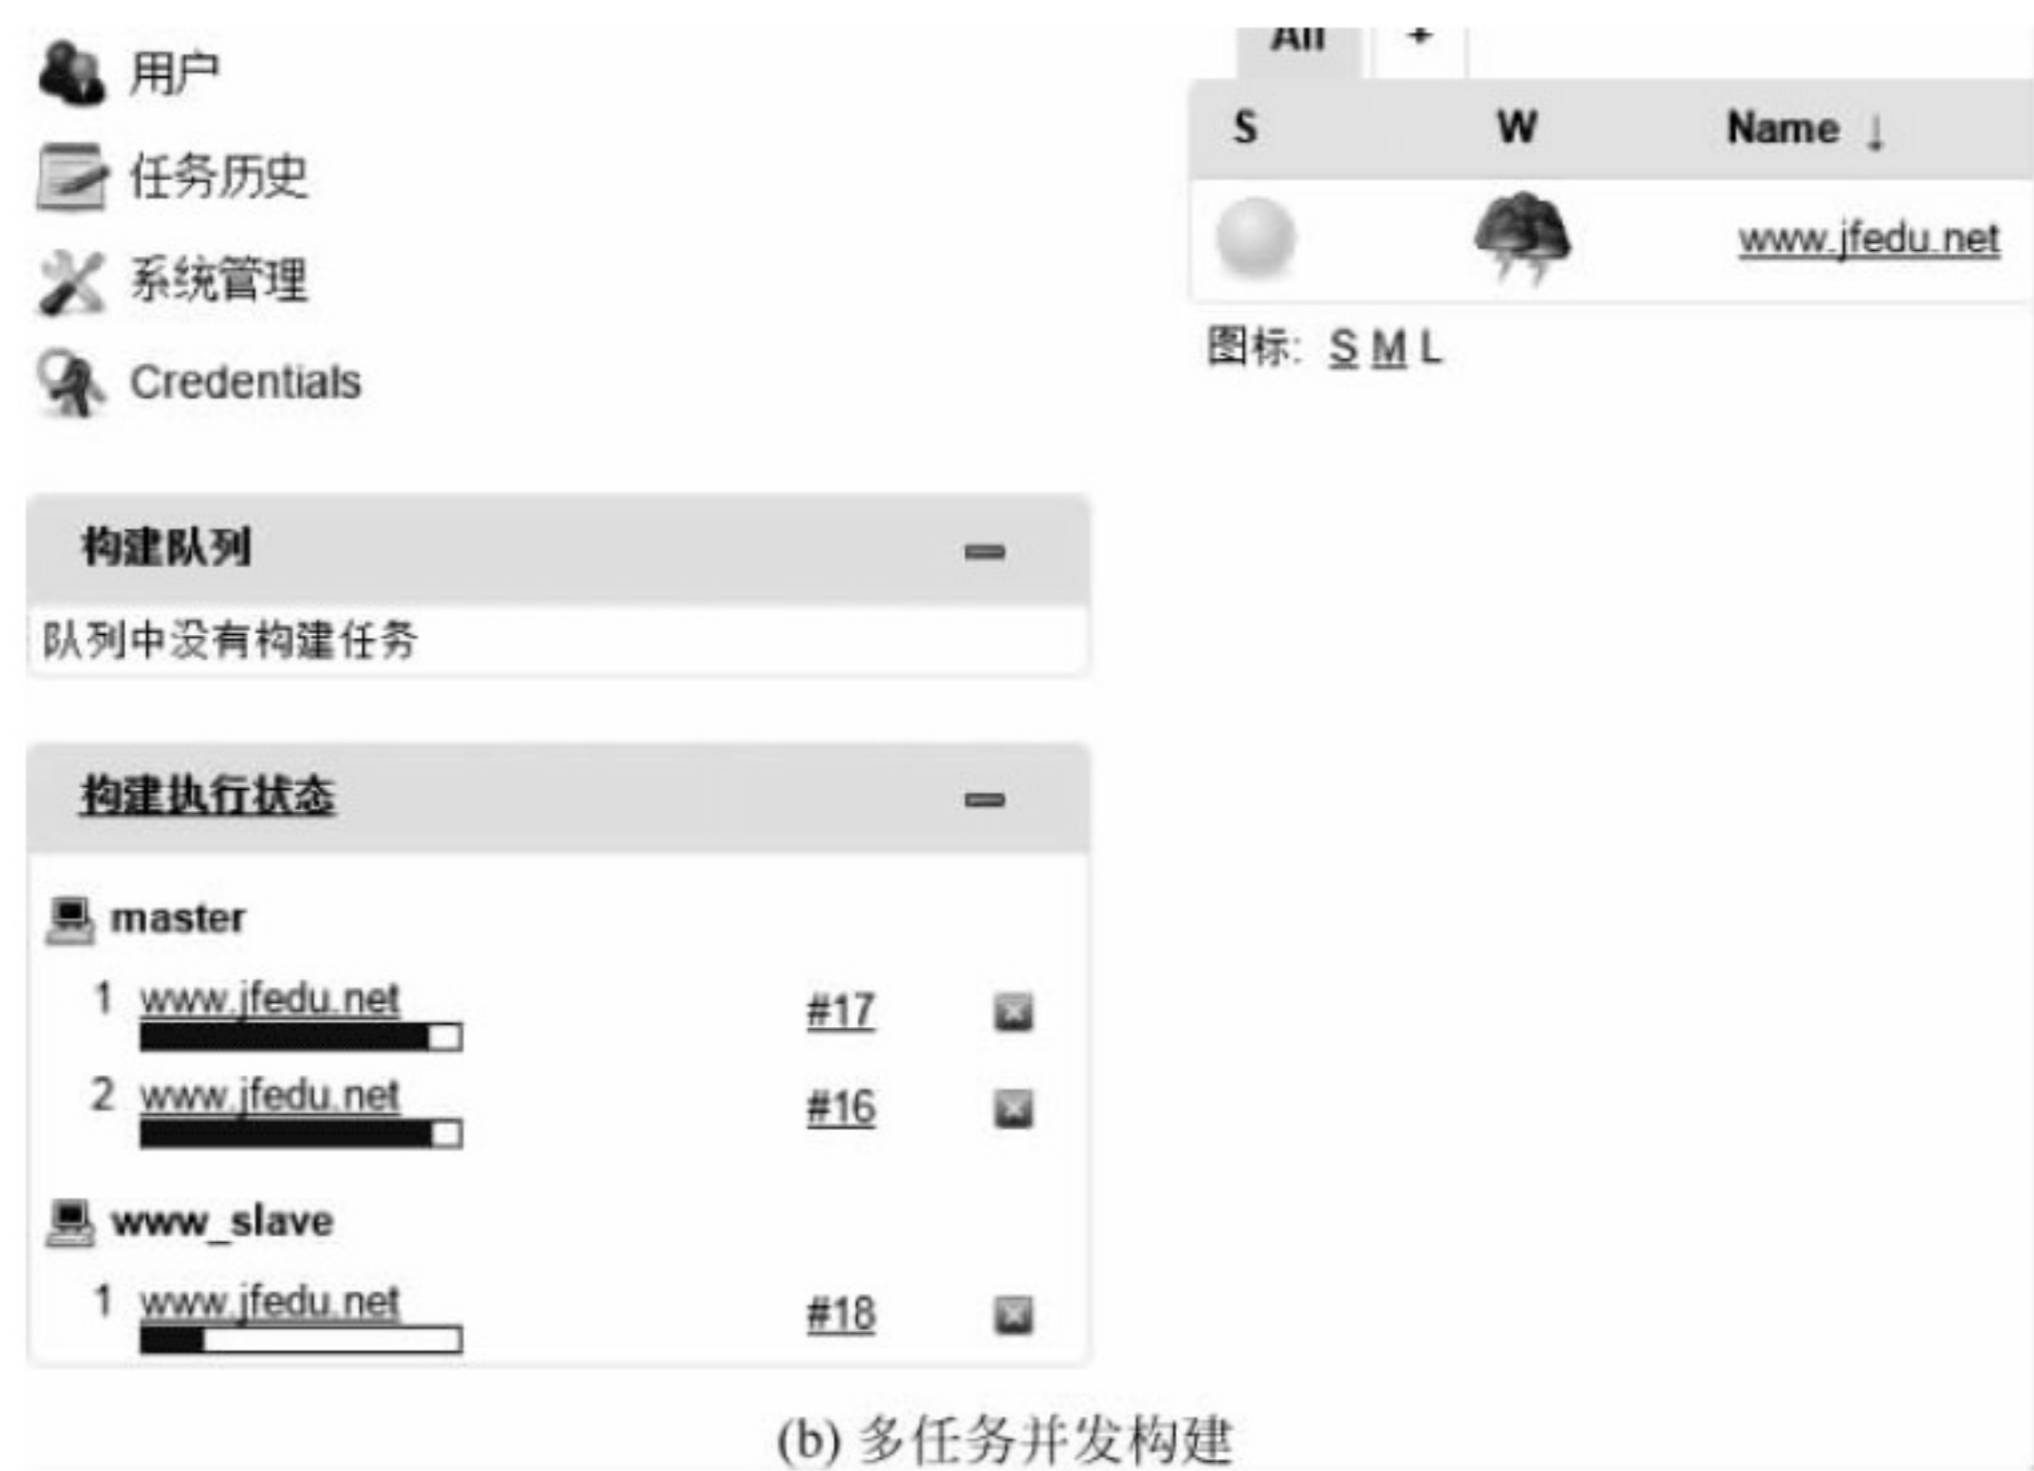 用户
任务历史
系统管理
Credentials
All +
S W Name ↓
www.jfedu.net
图标: S M L
构建队列
队列中没有构建任务
构建执行状态
master
1 www.jfedu.net #17
2 www.jfedu.net #16
www_slave
1 www.jfedu.net #18
(b) 多任务并发构建